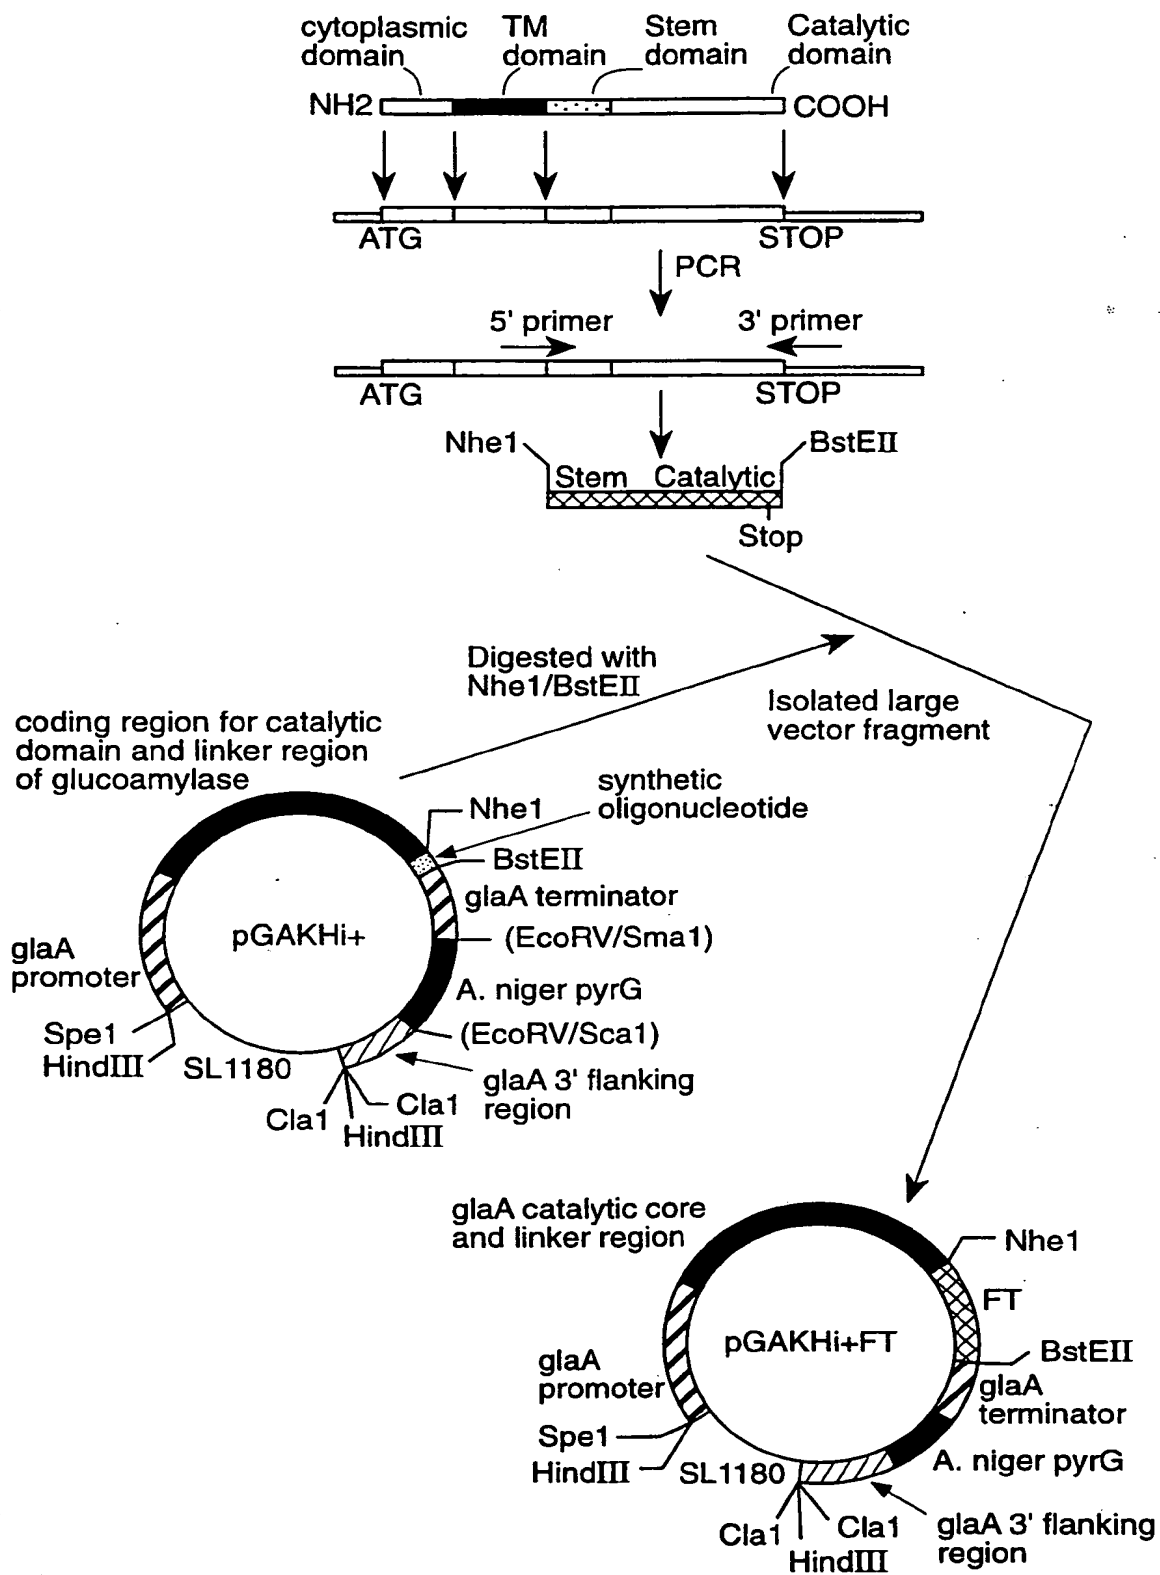 cytoplasmic
domain
TM
domain
Stem
domain
Catalytic
domain
NH2
COOH
ATG
STOP
PCR
5' primer
3' primer
ATG
STOP
Nhe1
BstEII
Stem
Catalytic
Stop
Digested with
Nhe1/BstEII
Isolated large
vector fragment
coding region for catalytic
domain and linker region
of glucoamylase
synthetic
oligonucleotide
Nhe1
BstEII
glaA terminator
pGAKHi+
(EcoRV/Sma1)
glaA
promoter
A. niger pyrG
Spe1
(EcoRV/Sca1)
HindIII
SL1180
glaA 3' flanking
region
Cla1
Cla1
HindIII
glaA catalytic core
and linker region
Nhe1
FT
pGAKHi+FT
BstEII
glaA
promoter
glaA
terminator
Spe1
HindIII
SL1180
A. niger pyrG
Cla1
Cla1
HindIII
glaA 3' flanking
region